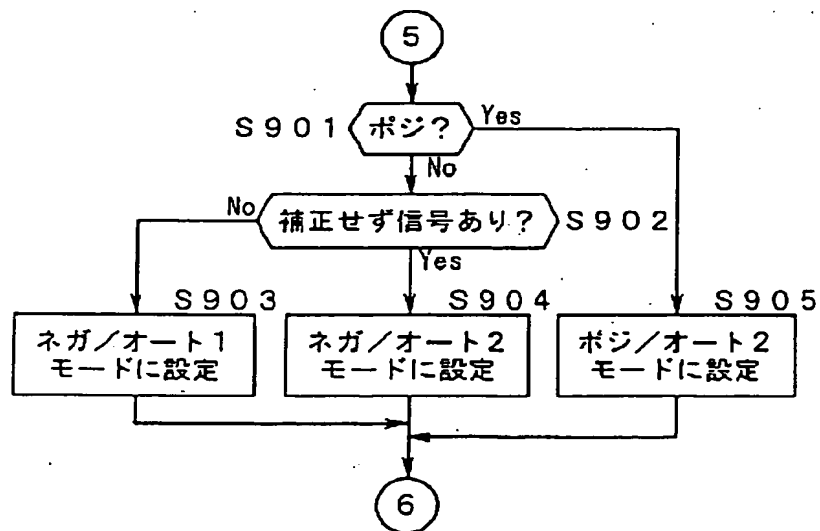 5
S901 ポジ? Yes
No
No 補正せず信号あり? S902
Yes
S903 S904 S905
ネガ/オート1 ネガ/オート2 ポジ/オート2
モードに設定 モードに設定 モードに設定
6